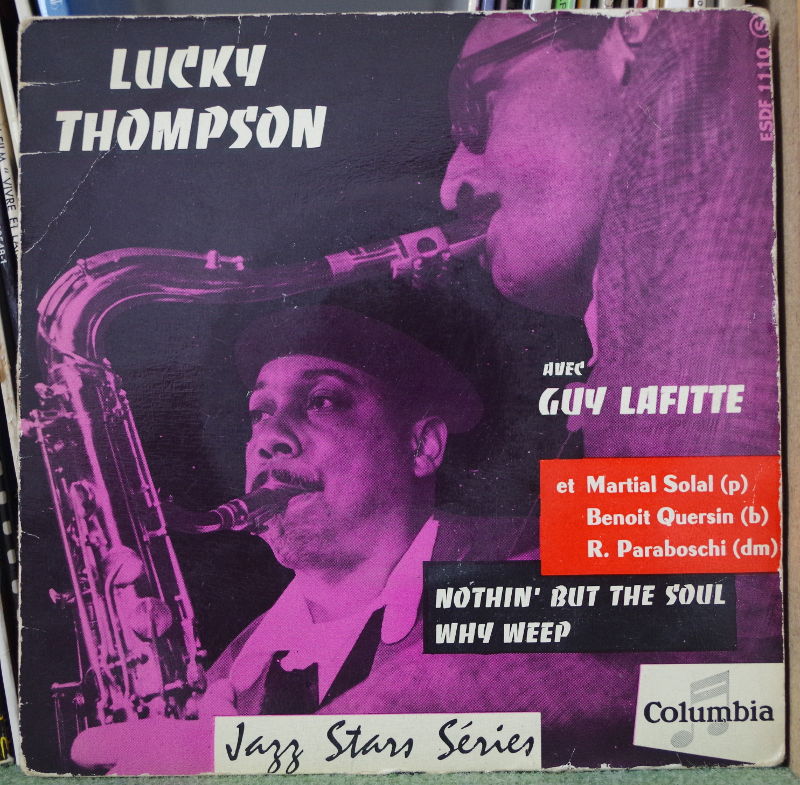 LUCKY
THOMPSON
ESDF 1110 S
AVEC
GUY LAFITTE
et Martial Solal (p)
Benoit Quersin (b)
R. Paraboschi (dm)
NOTHIN' BUT THE SOUL
WHY WEEP
Columbia
Jazz Stars Séries